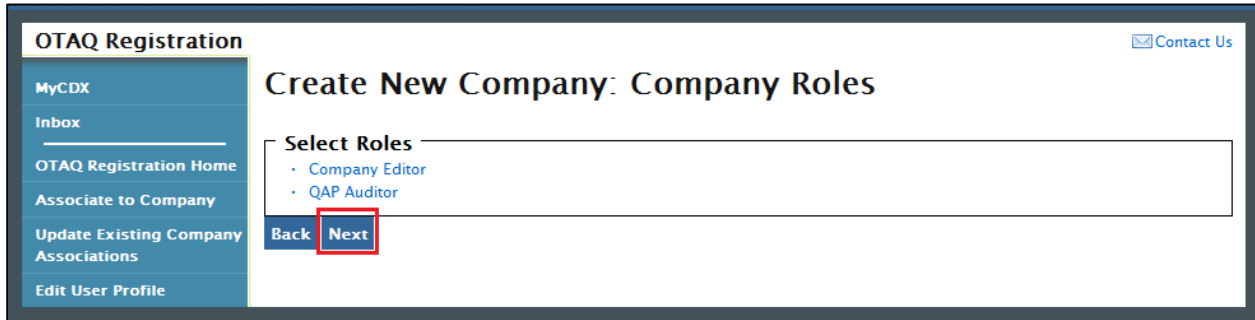 OTAQ Registration
Contact Us
MyCDX
Inbox
OTAQ Registration Home
Associate to Company
Update Existing Company
Associations
Edit User Profile
Create New Company: Company Roles
Select Roles
· Company Editor
· QAP Auditor
Back Next